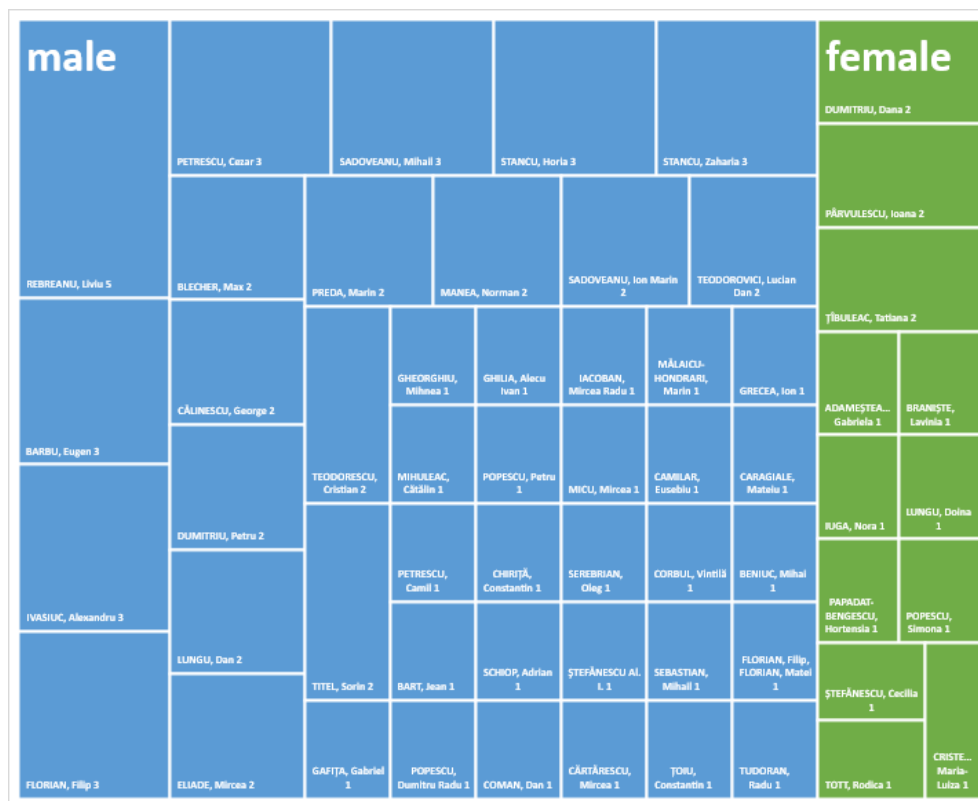 male
REBREANU, Liviu 5
BARBU, Eugen 3
IVASIUC, Alexandru 3
FLORIAN, Filip 3
PETRESCU, Cezar 3
SADOVEANU, Mihail 3
STANCU, Horia 3
STANCU, Zaharia 3
BLECHER, Max 2
CĂLINESCU, George 2
DUMITRIU, Petru 2
LUNGU, Dan 2
ELIADE, Mircea 2
PREDA, Marin 2
MANEA, Norman 2
SADOVEANU, Ion Marin
2
TEODOROVICI, Lucian
Dan 2
TEODORESCU,
Cristian 2
TITEL, Sorin 2
GAFIȚA, Gabriel
1
GHEORGHIU,
Mihnea 1
GHILIA, Alecu
Ivan 1
IACOBAN,
Mircea Radu 1
MĂLAICU-
HONDRARI,
Marin 1
GRECEA, Ion 1
MIHULEAC,
Cătălin 1
POPESCU, Petru
1
MICU, Mircea 1
CAMILAR,
Eusebiu 1
CARAGIALE,
Mateiu 1
PETRESCU,
Camil 1
CHIRIȚĂ,
Constantin 1
SEREBRIAN,
Oleg 1
CORBUL, Vintilă
1
BENIUC, Mihai 1
BART, Jean 1
SCHIOP, Adrian
1
ȘTEFĂNESCU Al.
I. 1
SEBASTIAN,
Mihail 1
FLORIAN, Filip,
FLORIAN, Matei
1
POPESCU,
Dumitru Radu 1
COMAN, Dan 1
CĂRTĂRESCU,
Mircea 1
ȚOIU,
Constantin 1
TUDORAN,
Radu 1
female
DUMITRIU, Dana 2
PÂRVULESCU, Ioana 2
ȚÎBULEAC, Tatiana 2
ADAMEȘTEA...
Gabriela 1
BRANIȘTE,
Lavinia 1
IUGA, Nora 1
LUNGU, Doina
1
PAPADAT-
BENGESCU,
Hortensia 1
POPESCU,
Simona 1
ȘTEFĂNESCU, Cecilia
1
TOTT, Rodica 1
CRISTE...
Maria-
Luiza 1